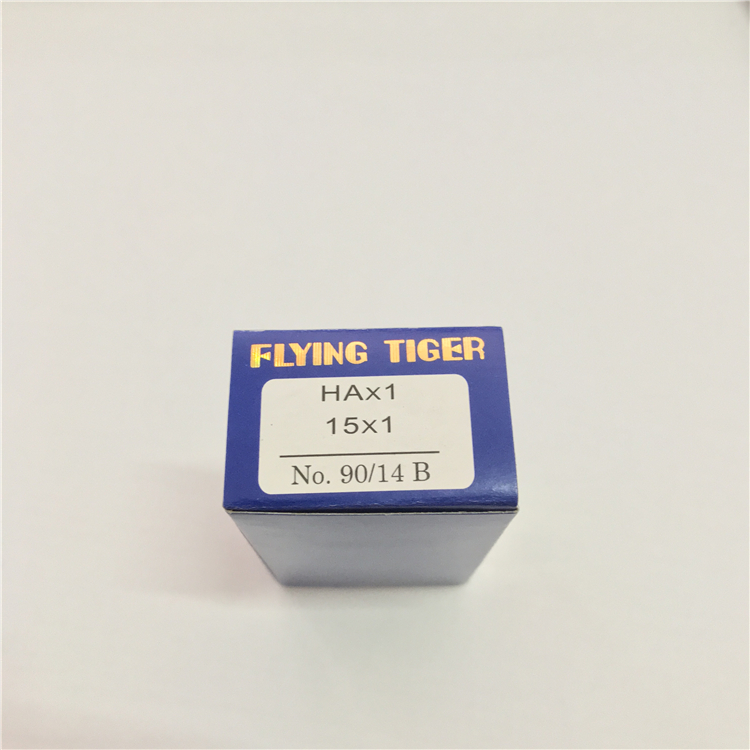 FLYING TIGER
HAx1
15x1
No. 90/14 B